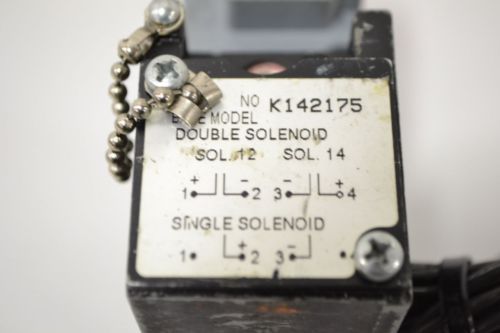 NO K142175
MODEL
DOUBLE SOLENOID
SOL. 12 SOL. 14
- - +
1 2 3 4
SINGLE SOLENOID
+ -
1 2 3